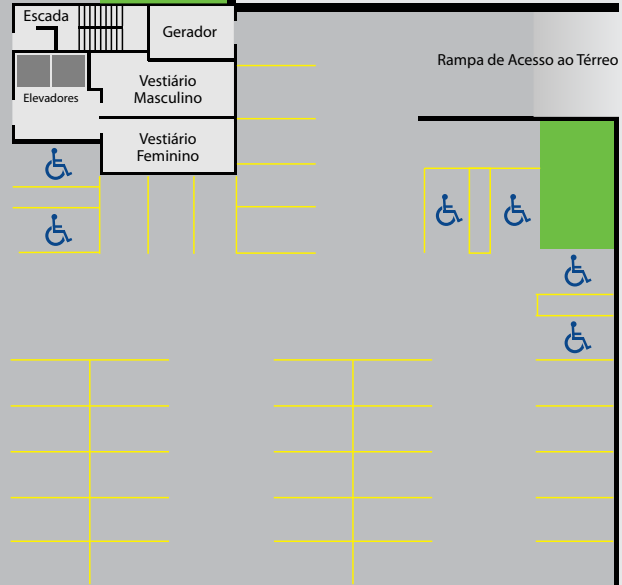 Escada
Gerador
Rampa de Acesso ao Térreo
Vestiário
Masculino
Elevadores
Vestiário
Feminino